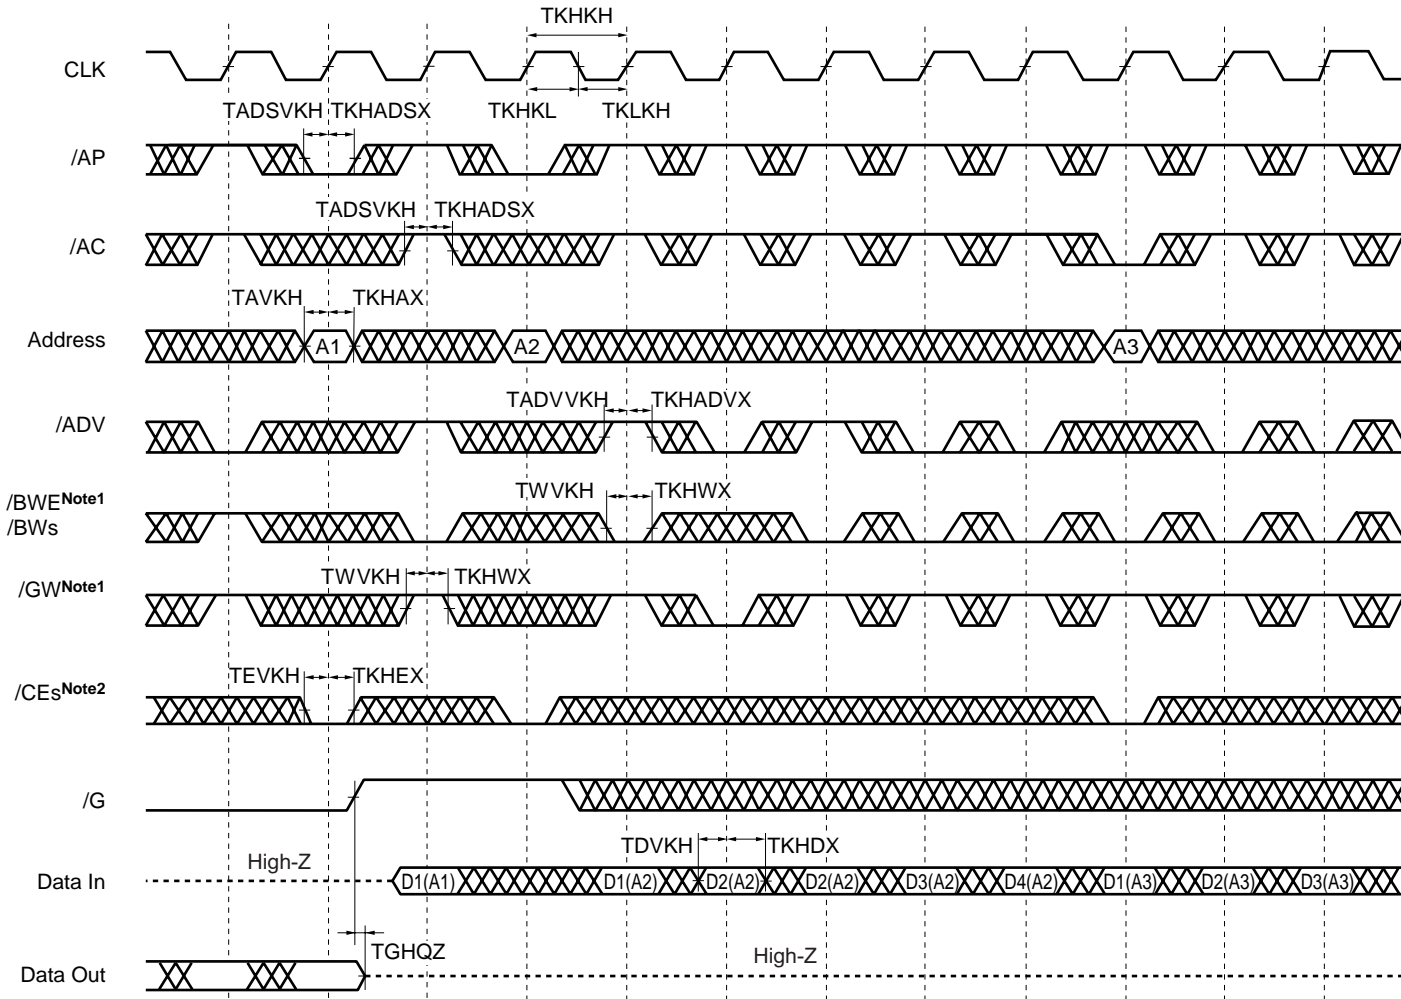 TKHKH
CLK
TADSVKH TKHADSX TKHKL TKLKH
/AP
TADSVKH TKHADSX
/AC
TAVKH TKHAX
Address A1 A2 A3
TADVVKH TKHADVX
/ADV
TWVKH TKHWX
/BWENote1
/BWs
TWVKH TKHWX
/GWNote1
TEVKH TKHEX
/CEsNote2
/G
TDVKH TKHDX
High-Z
Data In D1(A1) D1(A2) D2(A2) D2(A2) D3(A2) D4(A2) D1(A3) D2(A3) D3(A3)
TGHQZ High-Z
Data Out